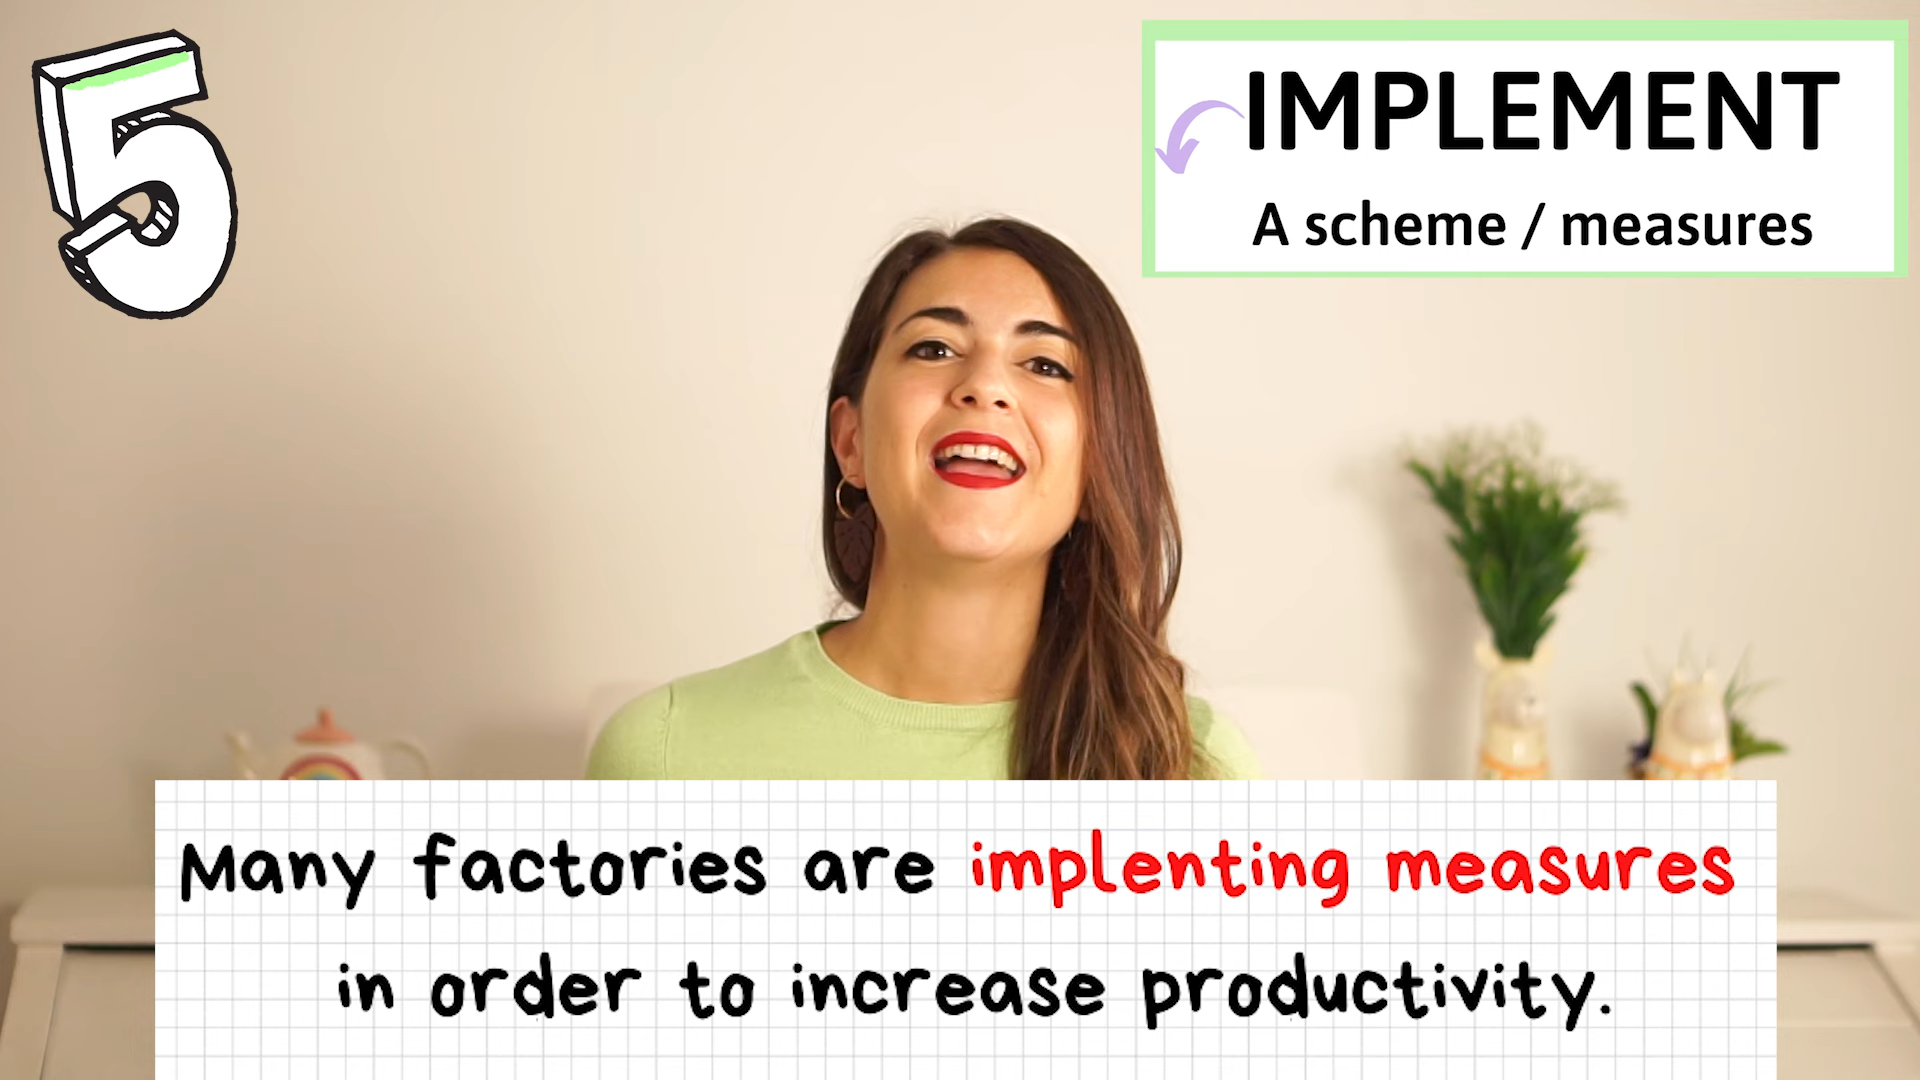 5
IMPLEMENT
A scheme / measures
Many factories are implenting measures
in order to increase productivity.